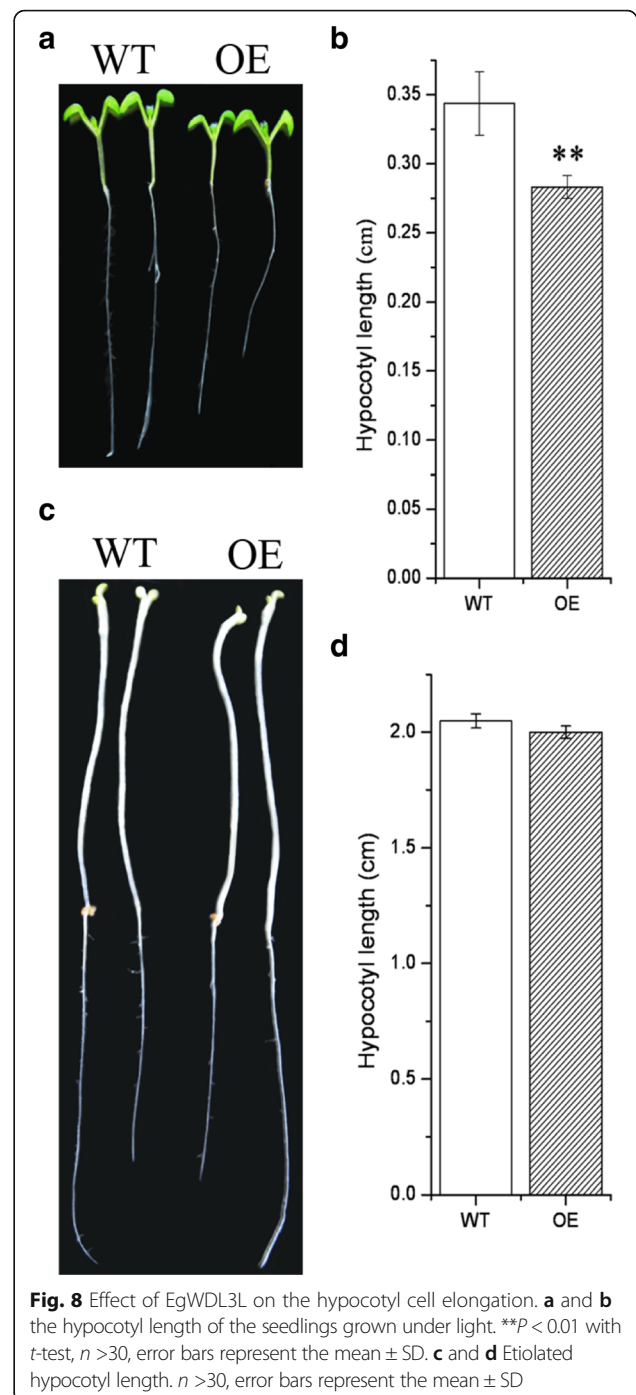 a
WT OE
b
Hypocotyl length (cm)
0.35
0.30
0.25
0.20
0.15
0.10
0.05
0.00
**
WT OE
c
WT OE
d
Hypocotyl length (cm)
2.0
1.5
1.0
0.5
0.0
WT OE
Fig. 8 Effect of EgWDL3L on the hypocotyl cell elongation. a and b
the hypocotyl length of the seedlings grown under light. **P < 0.01 with
t-test, n >30, error bars represent the mean ± SD. c and d Etiolated
hypocotyl length. n >30, error bars represent the mean ± SD